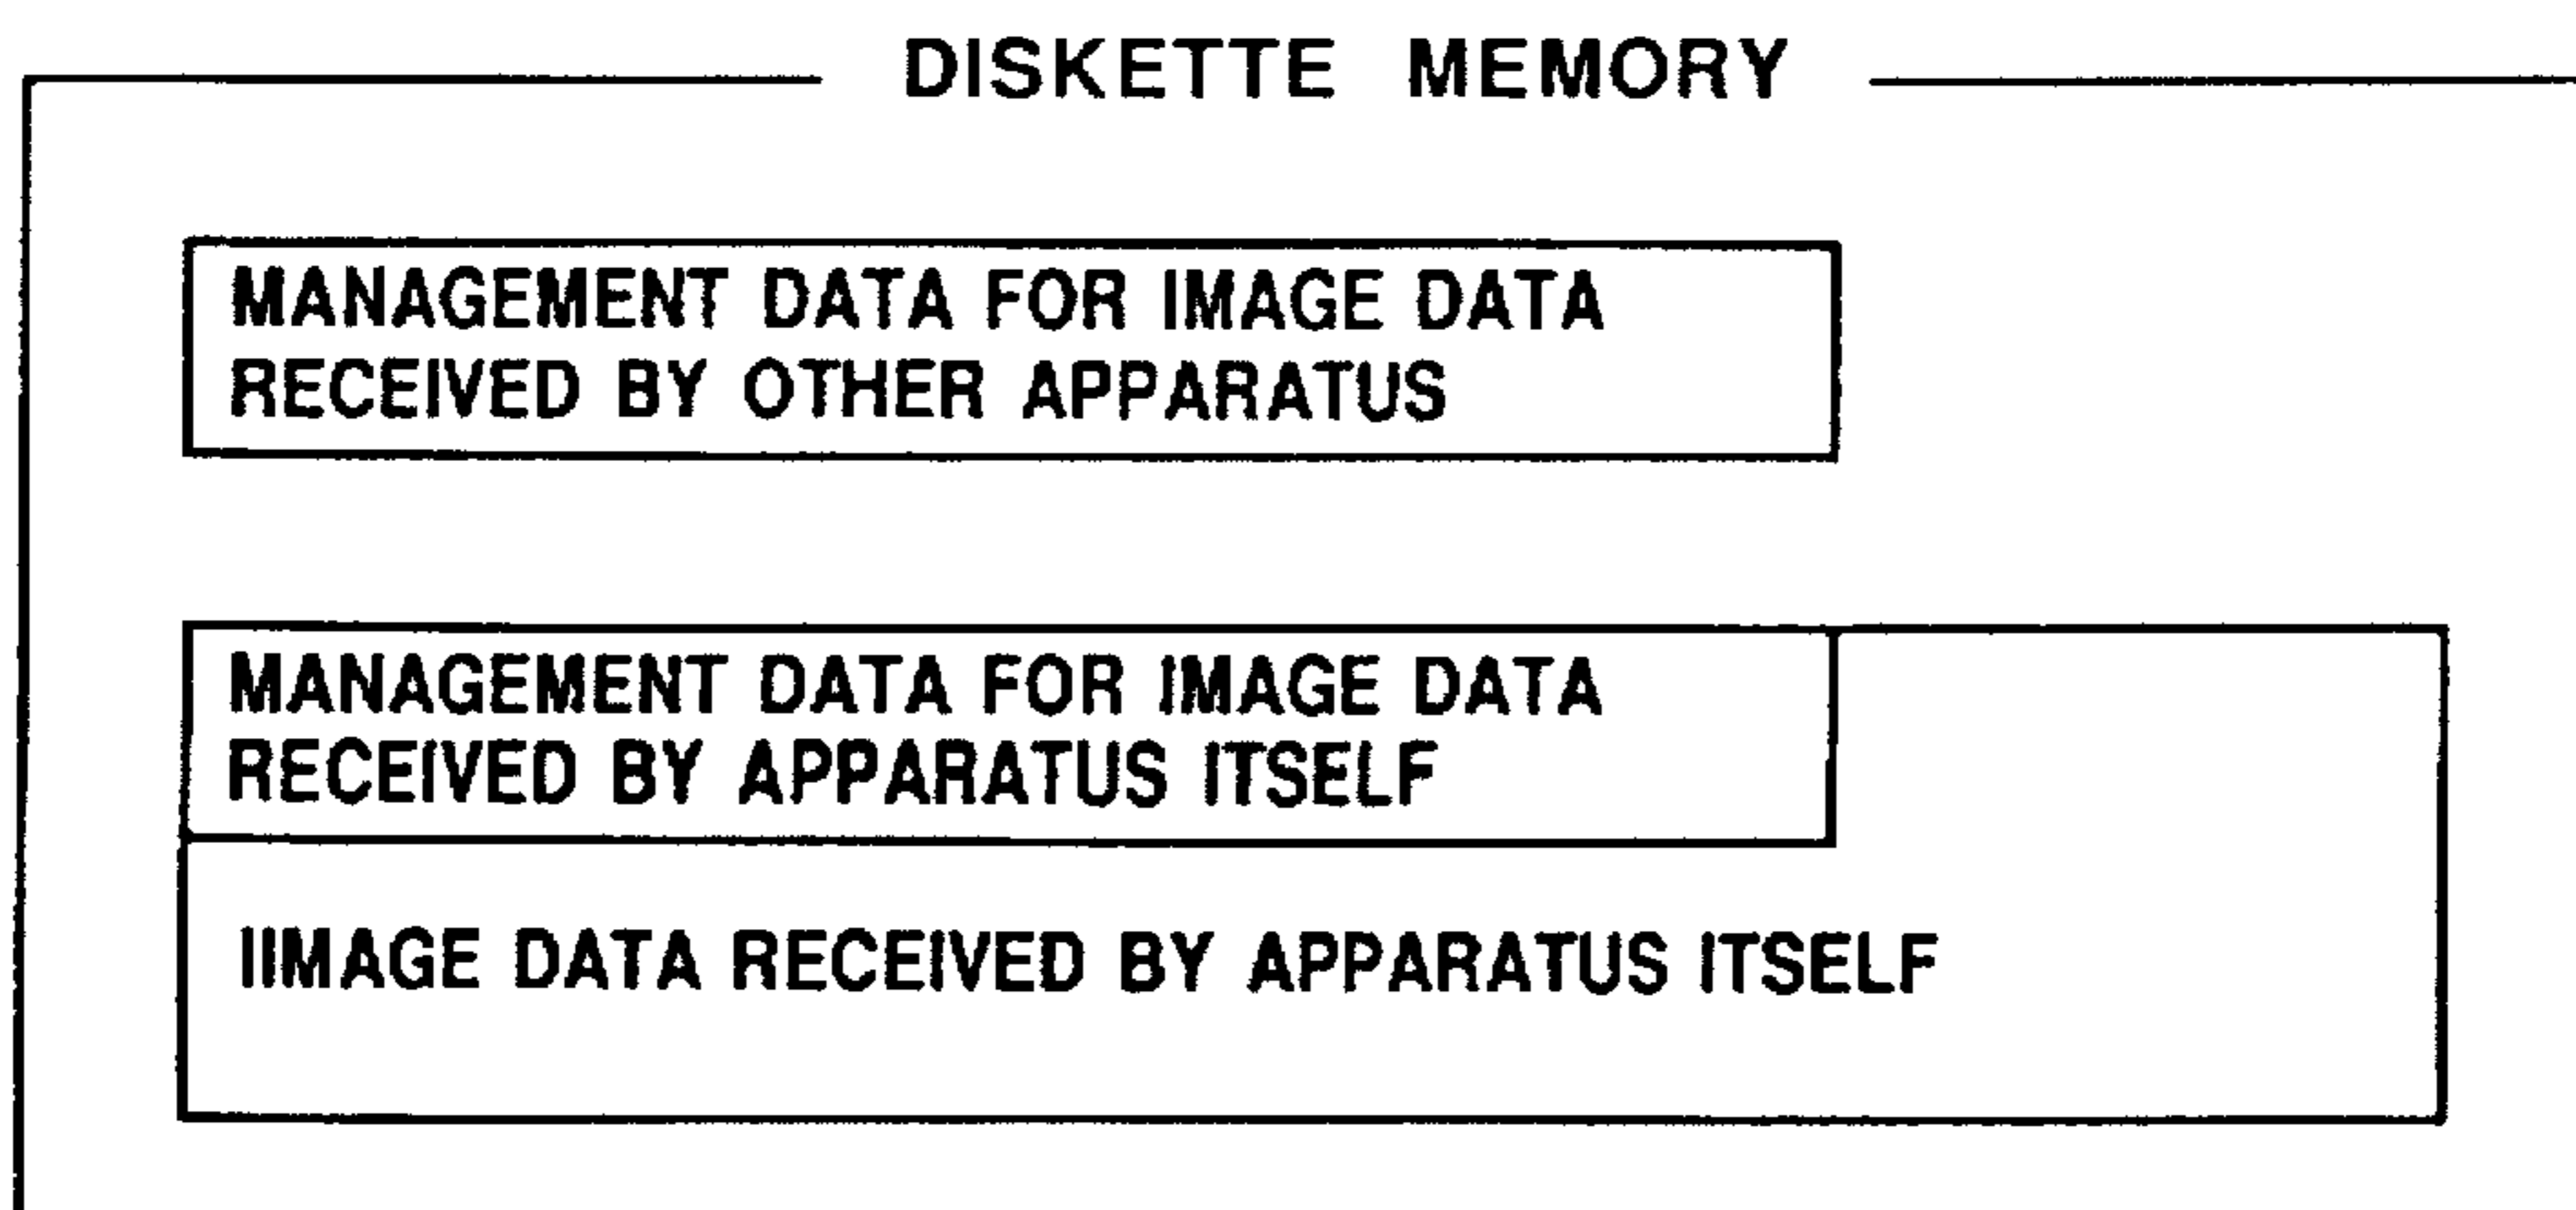 DISKETTE MEMORY
MANAGEMENT DATA FOR IMAGE DATA
RECEIVED BY OTHER APPARATUS
MANAGEMENT DATA FOR IMAGE DATA
RECEIVED BY APPARATUS ITSELF
IIMAGE DATA RECEIVED BY APPARATUS ITSELF